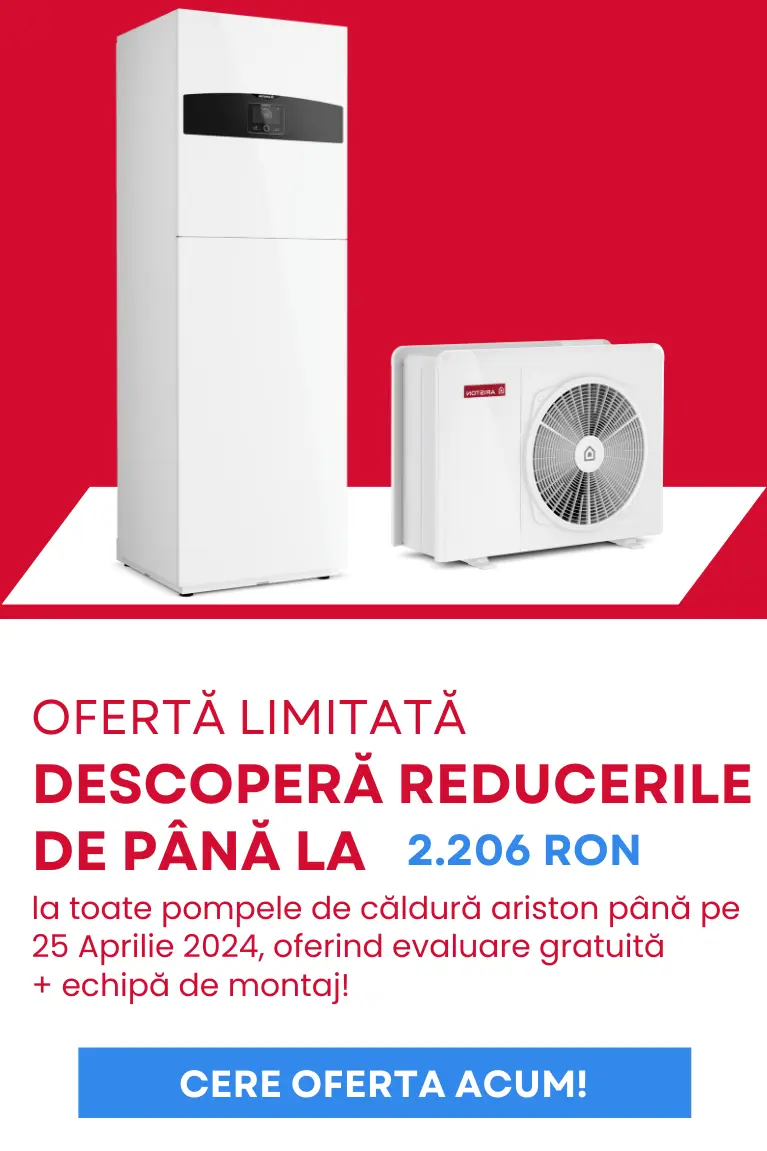 ARISTON
OFERTĂ LIMITATĂ
DESCOPERĂ REDUCERILE
DE PÂNĂ LA 2.206 RON
la toate pompele de căldură ariston până pe
25 Aprilie 2024, oferind evaluare gratuită
+ echipă de montaj!
CERE OFERTA ACUM!